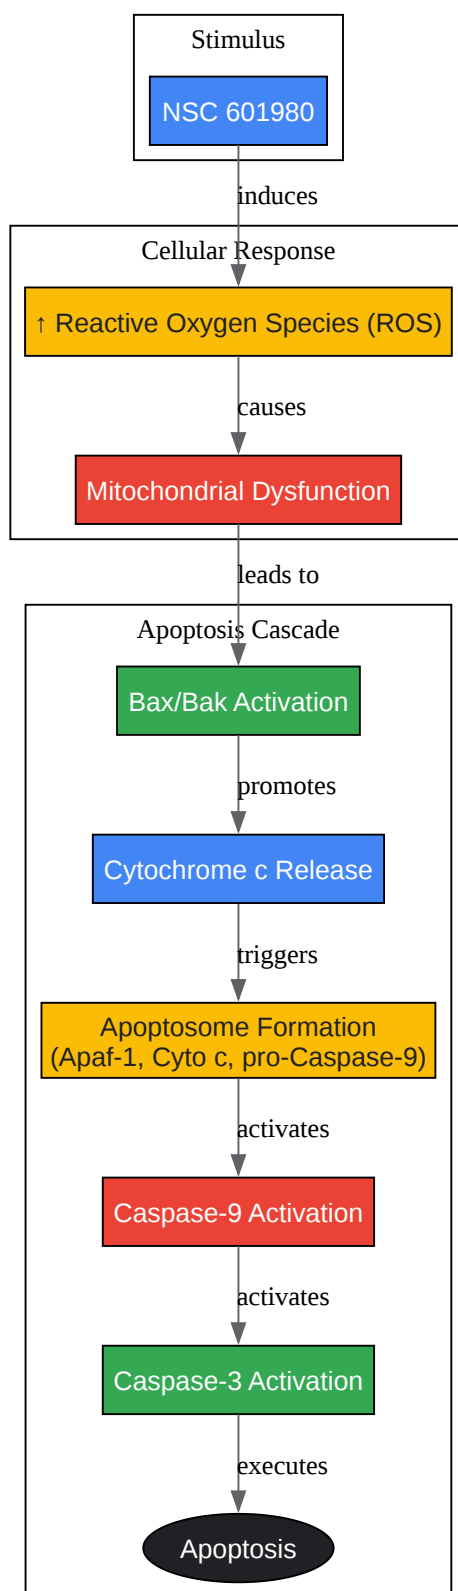 Stimulus
NSC 601980
induces
Cellular Response
↑ Reactive Oxygen Species (ROS)
causes
Mitochondrial Dysfunction
leads to
Apoptosis Cascade
Bax/Bak Activation
promotes
Cytochrome c Release
triggers
Apoptosome Formation
(Apaf-1, Cyto c, pro-Caspase-9)
activates
Caspase-9 Activation
activates
Caspase-3 Activation
executes
Apoptosis